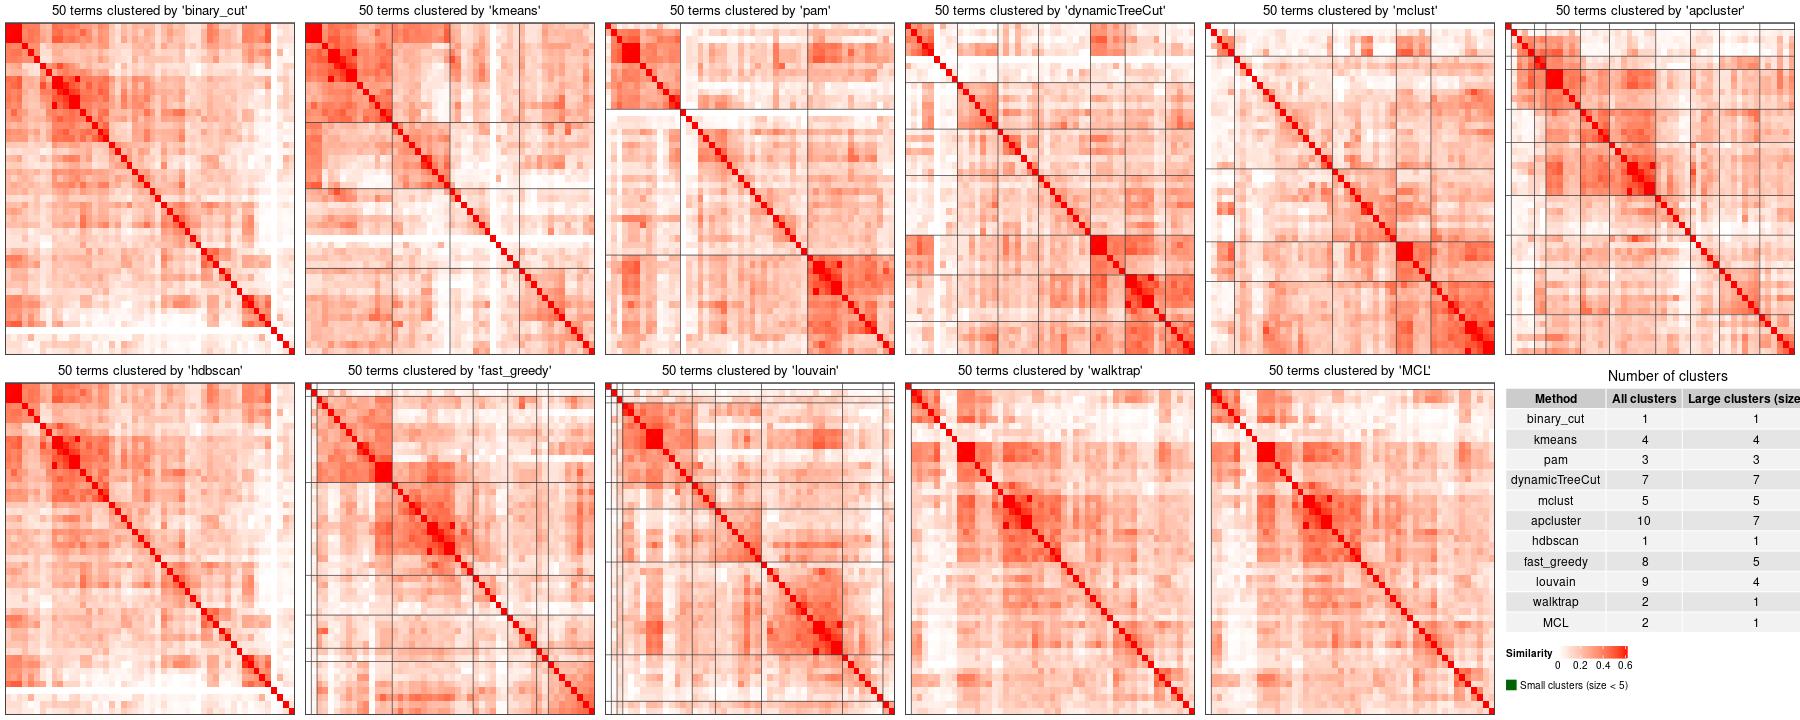 50 terms clustered by 'binary_cut'
50 terms clustered by 'kmeans'
50 terms clustered by 'pam'
50 terms clustered by 'dynamicTreeCut'
50 terms clustered by 'mclust'
50 terms clustered by 'apcluster'
50 terms clustered by 'hdbscan'
50 terms clustered by 'fast_greedy'
50 terms clustered by 'louvain'
50 terms clustered by 'walktrap'
50 terms clustered by 'MCL'
Number of clusters
Method All clusters Large clusters (size
binary_cut 1 1
kmeans 4 4
pam 3 3
dynamicTreeCut 7 7
mclust 5 5
apcluster 10 7
hdbscan 1 1
fast_greedy 8 5
louvain 9 4
walktrap 2 1
MCL 2 1
Similarity
0 0.2 0.4 0.6
Small clusters (size < 5)